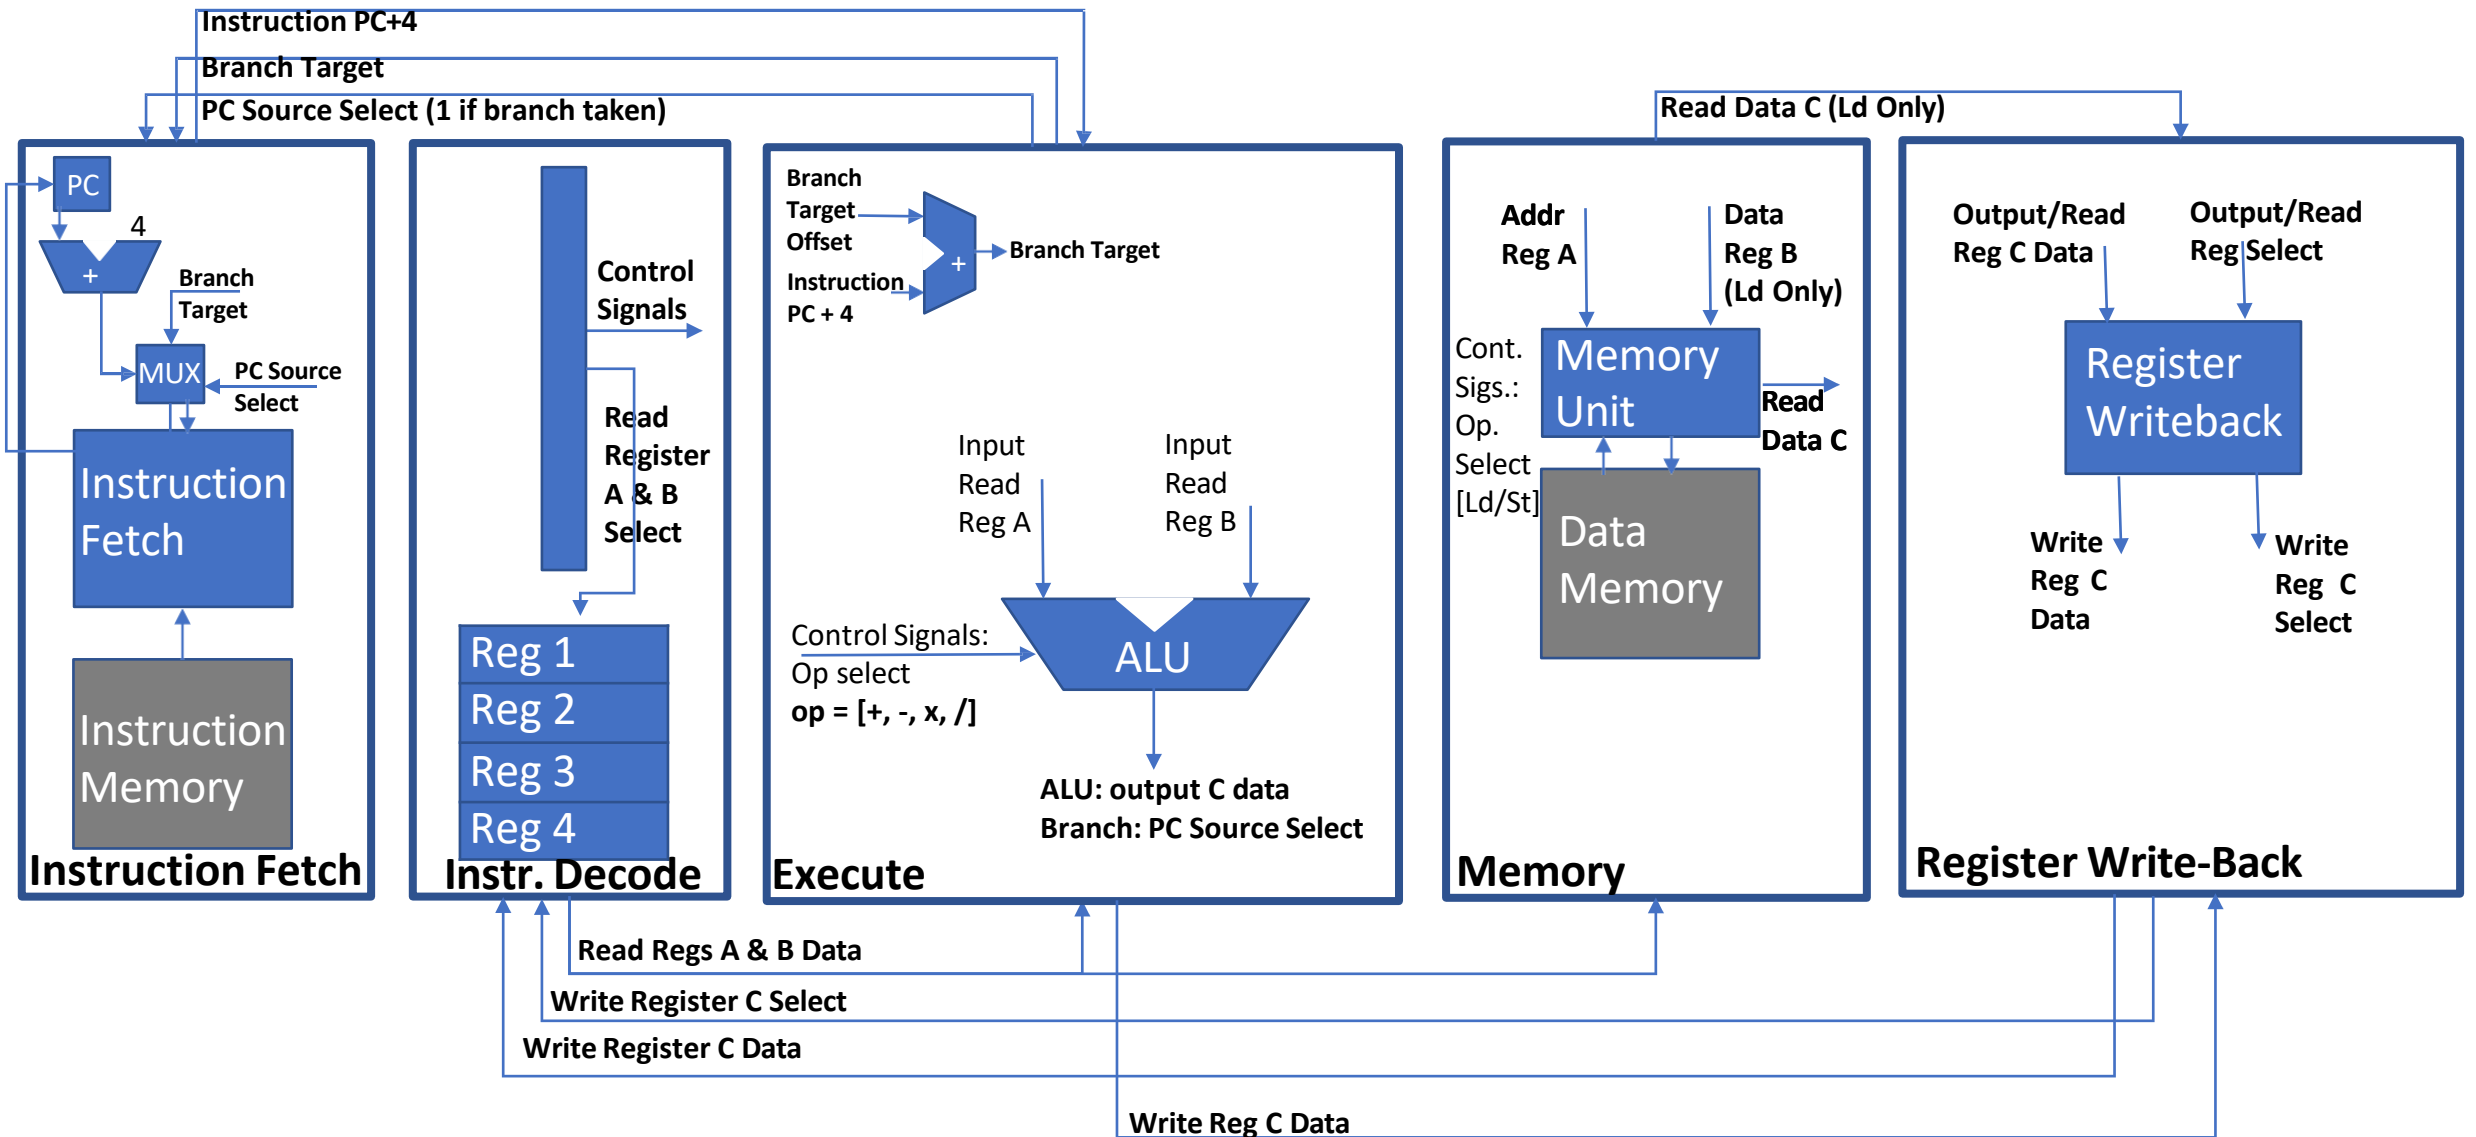 Instruction PC+4
Branch Target
PC Source Select (1 if branch taken)
PC
4
+
Branch
Target
MUX
PC Source
Select
Instruction
Fetch
Instruction
Memory
Instruction Fetch
Control
Signals
Read
Register
A & B
Select
Reg 1
Reg 2
Reg 3
Reg 4
Instr. Decode
Branch
Target
Offset
Instruction
PC + 4
+
Branch Target
Input
Read
Reg A
Input
Read
Reg B
Control Signals:
Op select
op = [+, -, x, /]
ALU
ALU: output C data
Branch: PC Source Select
Execute
Read Data C (Ld Only)
Addr
Reg A
Data
Reg B
(Ld Only)
Cont.
Sigs.:
Op.
Select
[Ld/St]
Memory
Unit
Read
Data C
Data
Memory
Memory
Output/Read
Reg C Data
Output/Read
Reg Select
Register
Writeback
Write
Reg C
Data
Write
Reg C
Select
Register Write-Back
Read Regs A & B Data
Write Register C Select
Write Register C Data
Write Reg C Data